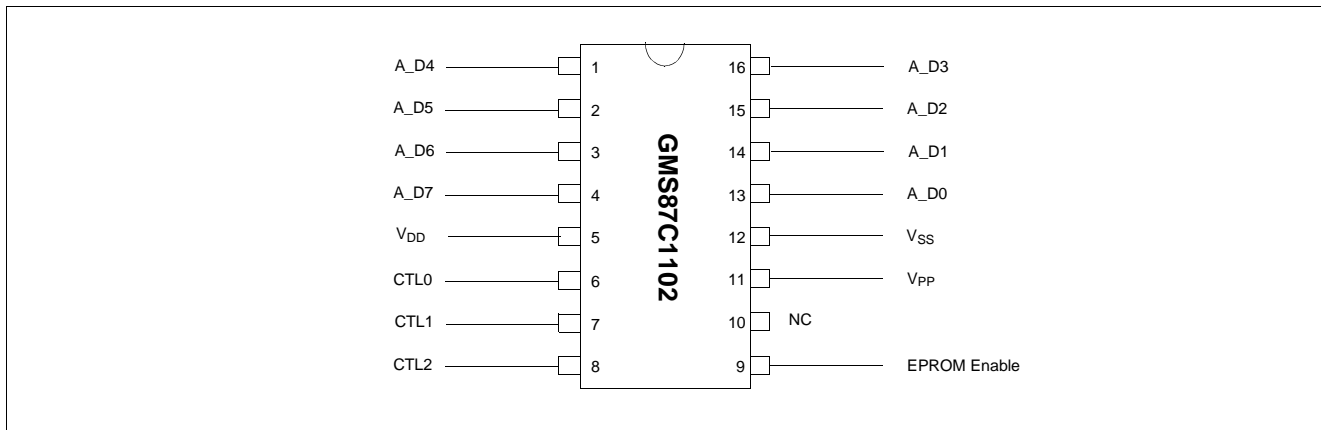 A_D4 1 16 A_D3
A_D5 2 15 A_D2
A_D6 3 14 A_D1
A_D7 4 13 A_D0
VDD 5 12 VSS
CTL0 6 11 VPP
CTL1 7 10 NC
CTL2 8 9 EPROM Enable
GMS87C1102